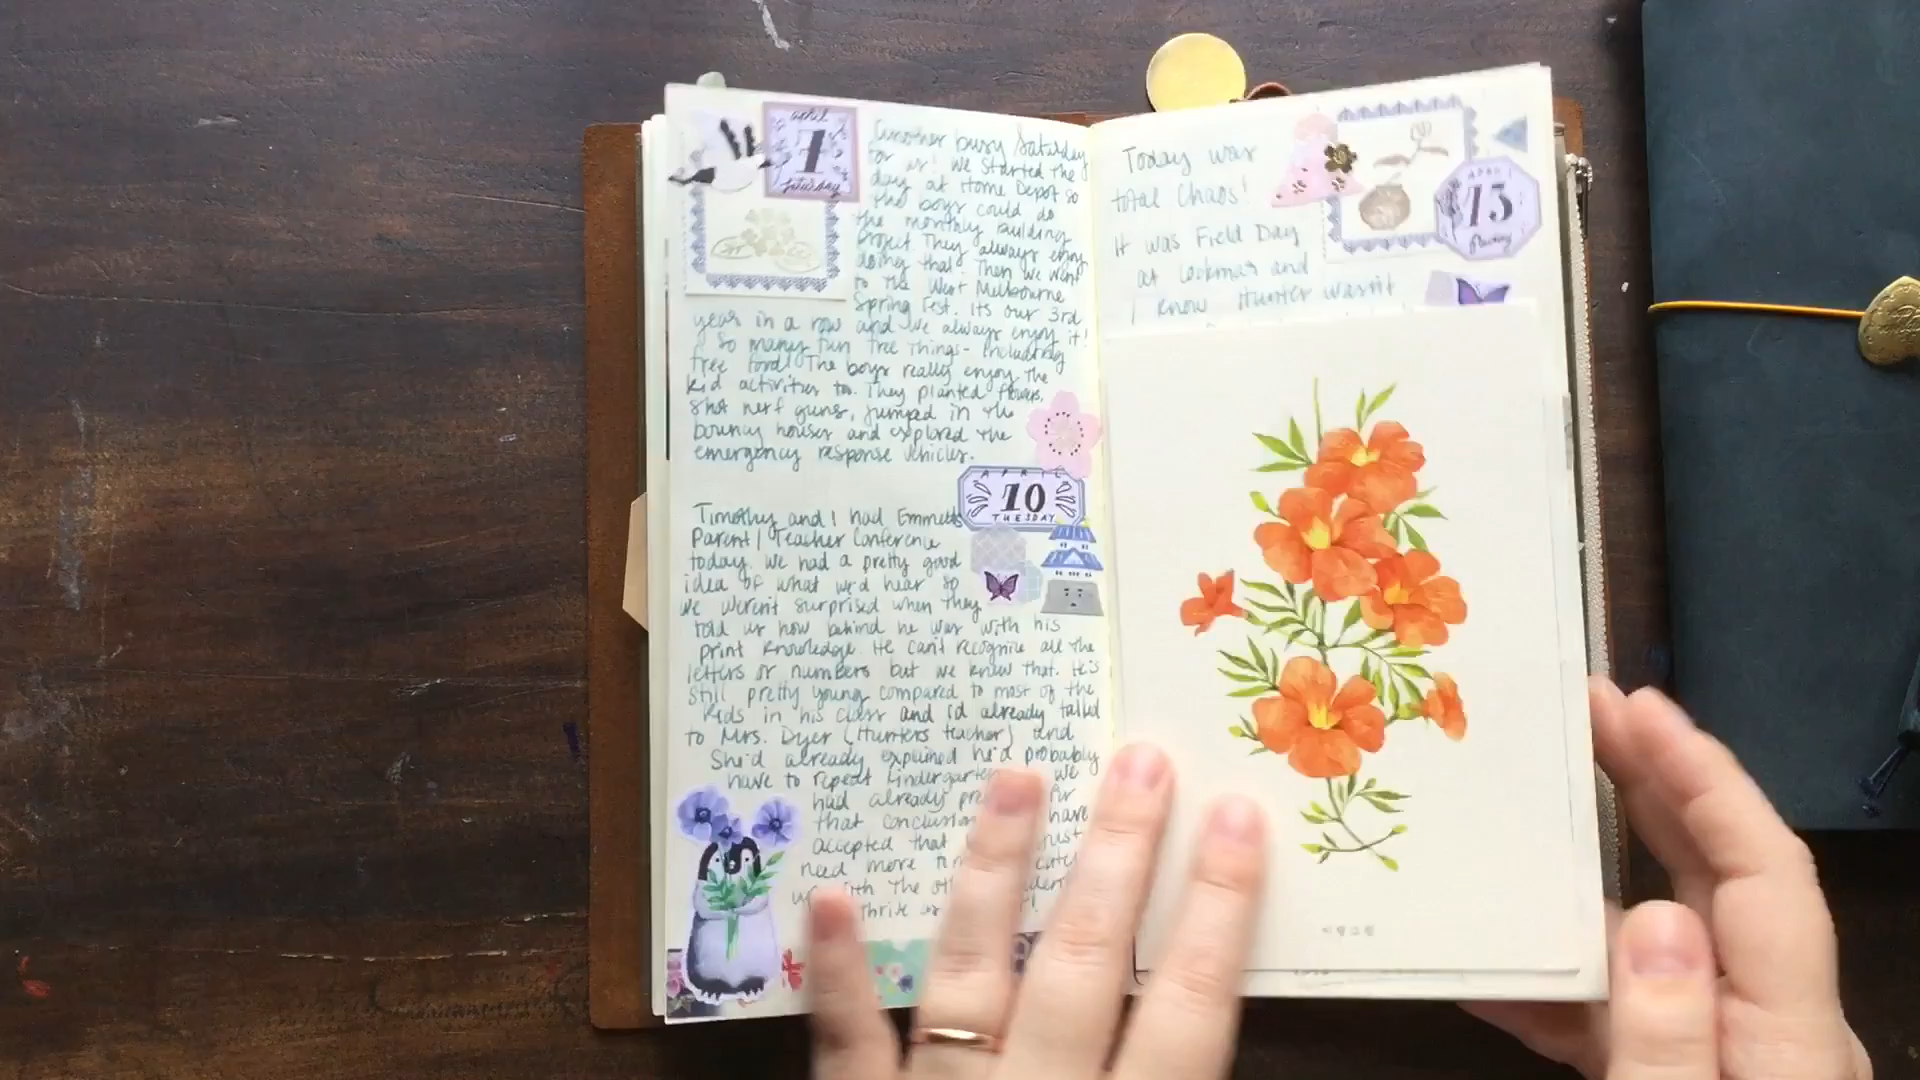 april
7
saturday
Another busy Saturday
for us! We started the
day at Home Depot so
the boys could do
the monthly building
project. They always enjoy
doing that. Then we went
to the West Melbourne
Spring Fest. Its our 3rd
year in a row and we always enjoy it!
So many fun free things- including
free food! The boys really enjoy the
kid activities to. They planted flowers,
shot nerf guns, jumped in the
bouncy houses and explored the
emergency response vehicles.
APRIL
10
TUESDAY
Timothy and I had Emmetts
Parent/Teacher Conference
today. We had a pretty good
idea of what we'd hear so
we weren't surprised when they
told us how behind he was with his
print knowledge. He can't recognize all the
letters or numbers but we knew that. He's
still pretty young compared to most of the
kids in his class and I'd already talked
to Mrs. Dyer (Hunters teacher) and
She'd already explained he'd probably
have to repeat Kindergarten we
had already
that have
accepted that
need more
with the
thrive
Today was
total Chaos!
It was Field Day
at Lockmar and
I know Hunter wasn't
APRIL
13